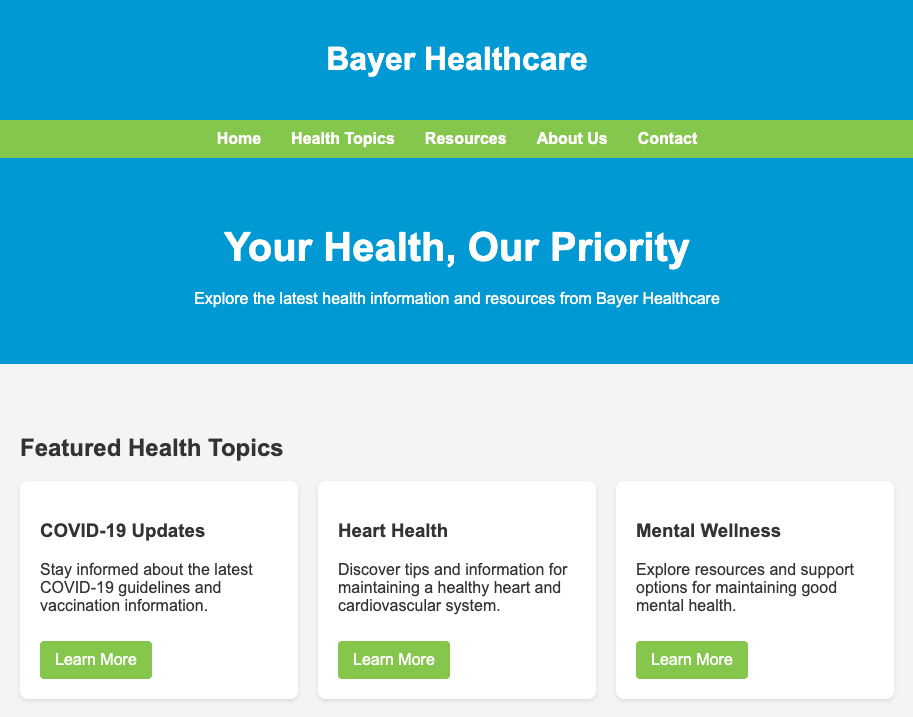 Bayer Healthcare
Home Health Topics Resources About Us Contact
Your Health, Our Priority
Explore the latest health information and resources from Bayer Healthcare
Featured Health Topics
COVID-19 Updates
Stay informed about the latest
COVID-19 guidelines and
vaccination information.
Learn More
Heart Health
Discover tips and information for
maintaining a healthy heart and
cardiovascular system.
Learn More
Mental Wellness
Explore resources and support
options for maintaining good
mental health.
Learn More